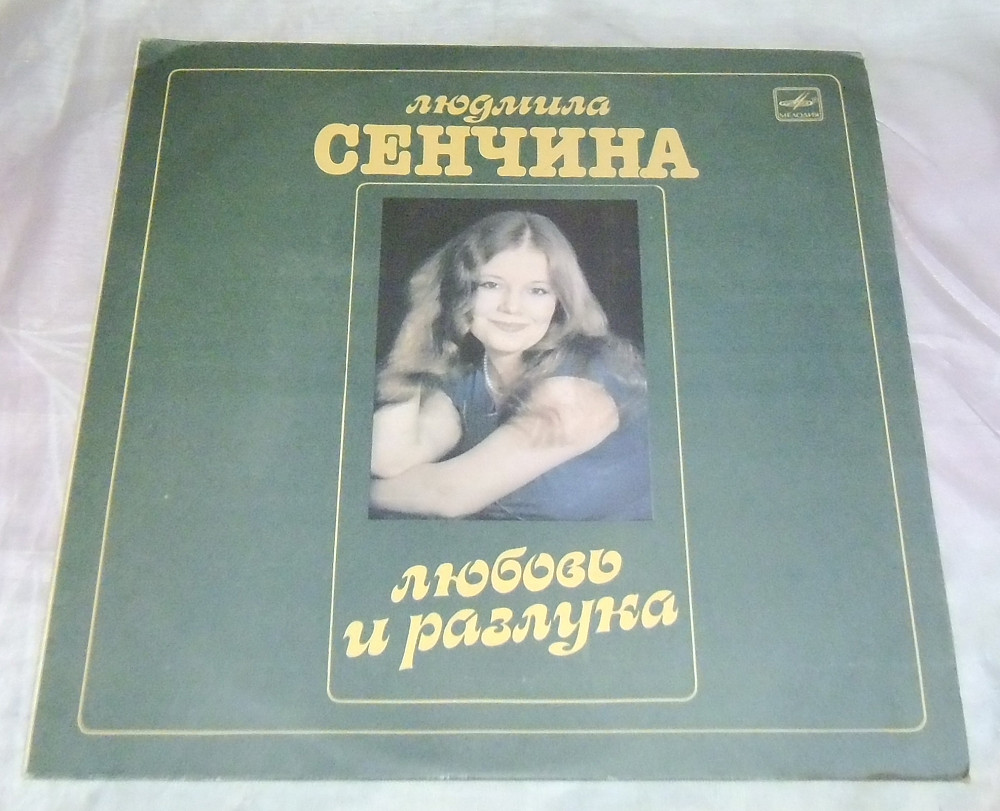 людмила
СЕНЧИНА
МЕЛОДИЯ
любовь
и разлука